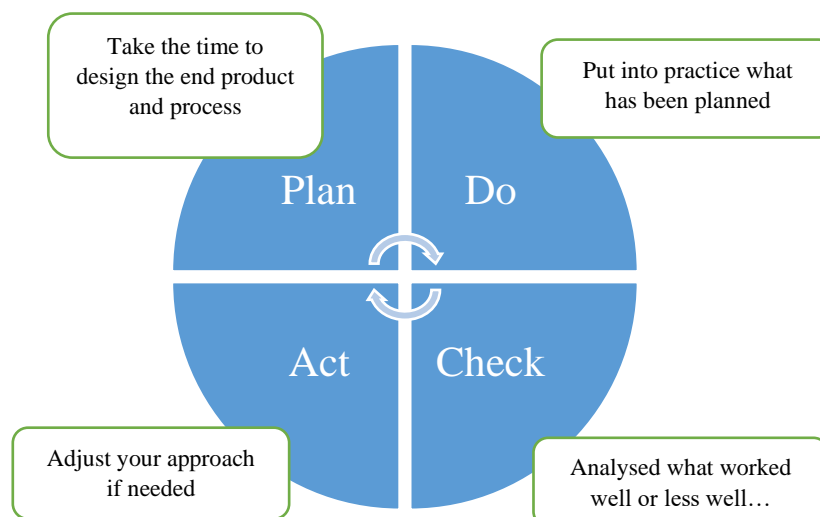 Take the time to
design the end product
and process
Put into practice what
has been planned
Plan
Do
Act
Check
Adjust your approach
if needed
Analysed what worked
well or less well…